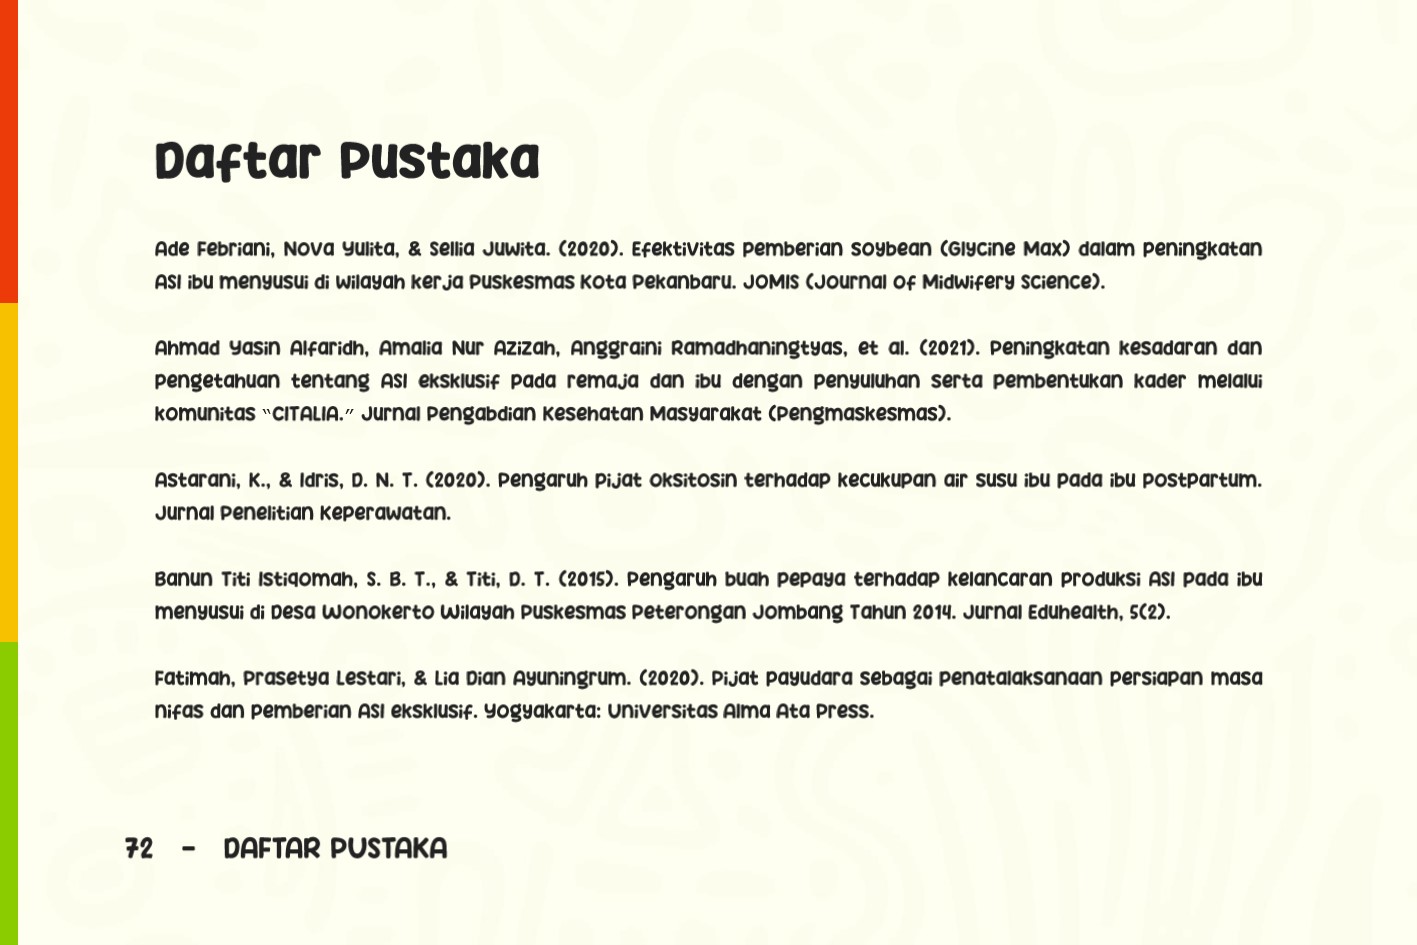 Daftar Pustaka
Ade Febriani, Nova Yulita, & Sellia Juwita. (2020). Efektivitas pemberian soybean (Glycine Max) dalam peningkatan
ASI ibu menyusui di wilayah kerja Puskesmas Kota Pekanbaru. JOMIS (Journal of Midwifery Science).
Ahmad Yasin Alfaridh, Amalia Nur Azizah, Anggraini Ramadhaningtyas, et al. (2021). Peningkatan kesadaran dan
pengetahuan tentang ASI eksklusif pada remaja dan ibu dengan penyuluhan serta pembentukan kader melalui
komunitas “CITALIA.” Jurnal Pengabdian Kesehatan Masyarakat (Pengmaskesmas).
Astarani, K., & Idris, D. N. T. (2020). Pengaruh pijat oksitosin terhadap kecukupan air susu ibu pada ibu postpartum.
Jurnal Penelitian Keperawatan.
Banun Titi Istiqomah, S. B. T., & Titi, D. T. (2015). Pengaruh buah pepaya terhadap kelancaran produksi ASI pada ibu
menyusui di Desa Wonokerto Wilayah Puskesmas Peterongan Jombang Tahun 2014. Jurnal Eduhealth, 5(2).
Fatimah, Prasetya Lestari, & Lia Dian Ayuningrum. (2020). Pijat payudara sebagai penatalaksanaan persiapan masa
nifas dan pemberian ASI eksklusif. Yogyakarta: Universitas Alma Ata Press.
72 - DAFTAR PUSTAKA